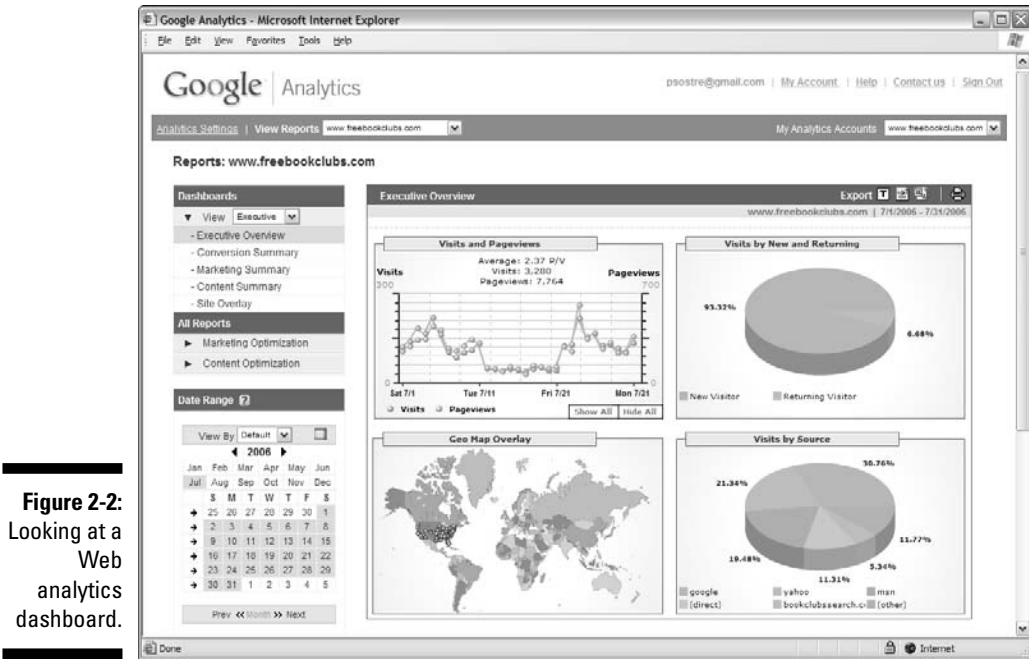 Google Analytics - Microsoft Internet Explorer
File Edit View Favorites Tools Help
Google Analytics
psostre@gmail.com | My Account | Help | Contact us | Sign Out
Analytics Settings | View Reports www.freebookclubs.com
My Analytics Accounts www.freebookclubs.com
Reports: www.freebookclubs.com
Dashboards
View Executive
- Executive Overview
- Conversion Summary
- Marketing Summary
- Content Summary
- Site Overlay
All Reports
Marketing Optimization
Content Optimization
Date Range ?
View By Default
2006
Jan Feb Mar Apr May Jun
Jul Aug Sep Oct Nov Dec
S M T W T F S
25 26 27 28 29 30 1
2 3 4 5 6 7 8
9 10 11 12 13 14 15
16 17 18 19 20 21 22
23 24 25 26 27 28 29
30 31 1 2 3 4 5
Prev << Month >> Next
Executive Overview
Export T
www.freebookclubs.com | 7/1/2006 - 7/31/2006
Visits and Pageviews
Average: 2.37 P/V
Visits: 3,280
Pageviews: 7,764
Visits
300
Pageviews
700
0
0
Sat 7/1 Tue 7/11 Fri 7/21 Mon 7/21
Visits Pageviews
Show All Hide All
Visits by New and Returning
93.32%
6.68%
New Visitor Returning Visitor
Geo Map Overlay
Visits by Source
30.76%
21.34%
11.77%
19.48%
5.34%
11.31%
google yahoo msn
(direct) bookclubssearch.c (other)
Done
Internet
Figure 2-2:
Looking at a
Web
analytics
dashboard.